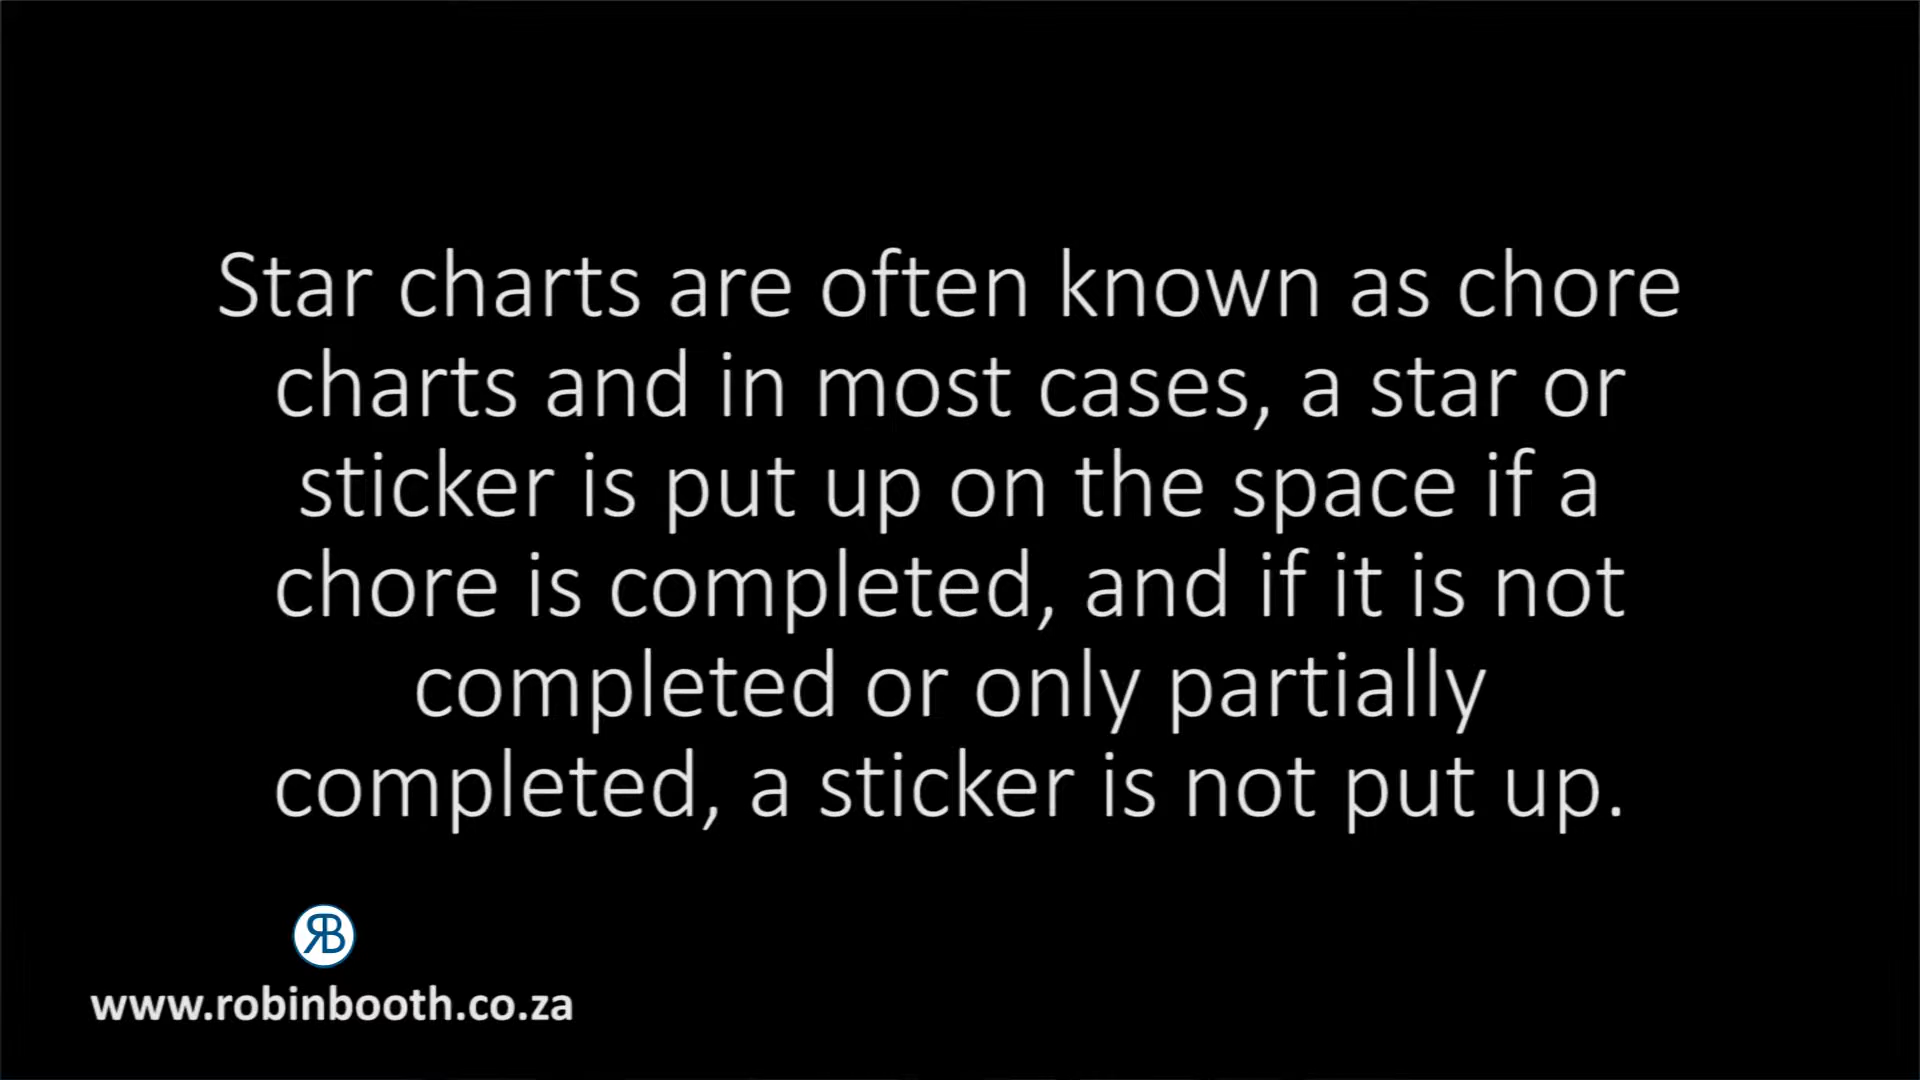 Star charts are often known as chore
charts and in most cases, a star or
sticker is put up on the space if a
chore is completed, and if it is not
completed or only partially
completed, a sticker is not put up.
RB
www.robinbooth.co.za